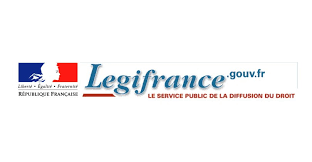 Liberté • Égalité • Fraternité
RÉPUBLIQUE FRANÇAISE
Legifrance.gouv.fr
LE SERVICE PUBLIC DE LA DIFFUSION DU DROIT